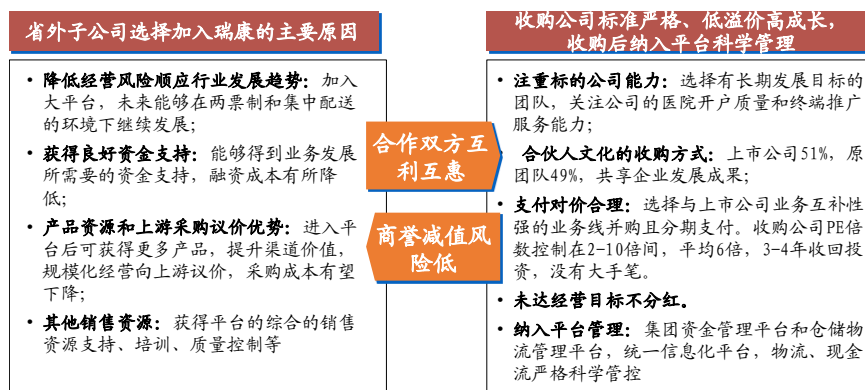 省外子公司选择加入瑞康的主要原因
• 降低经营风险顺应行业发展趋势：加入
大平台，未来能够在两票制和集中配送
的环境下继续发展；
• 获得良好资金支持：能够得到业务发展
所需要的资金支持，融资成本有所降
低；
• 产品资源和上游采购议价优势：进入平
台后可获得更多产品，提升渠道价值，
规模化经营向上游议价，采购成本有望
下降；
• 其他销售资源：获得平台的综合的销售
资源支持、培训、质量控制等
合作双方互
利互惠
商誉减值风
险低
收购公司标准严格、低溢价高成长，
收购后纳入平台科学管理
• 注重标的公司能力：选择有长期发展目标的
团队，关注公司的医院开户质量和终端推广
服务能力；
合伙人文化的收购方式：上市公司51%，原
团队49%，共享企业发展成果；
• 支付对价合理：选择与上市公司业务互补性
强的业务线并购且分期支付。收购公司PE倍
数控制在2-10倍间，平均6倍，3-4年收回投
资，没有大手笔。
• 未达经营目标不分红。
• 纳入平台管理：集团资金管理平台和仓储物
流管理平台，统一信息化平台，物流、现金
流严格科学管控